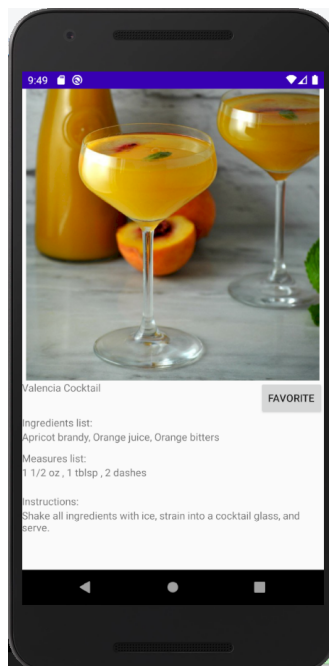 9:49
Valencia Cocktail
FAVORITE
Ingredients list:
Apricot brandy, Orange juice, Orange bitters
Measures list:
1 1/2 oz , 1 tblsp , 2 dashes
Instructions:
Shake all ingredients with ice, strain into a cocktail glass, and
serve.